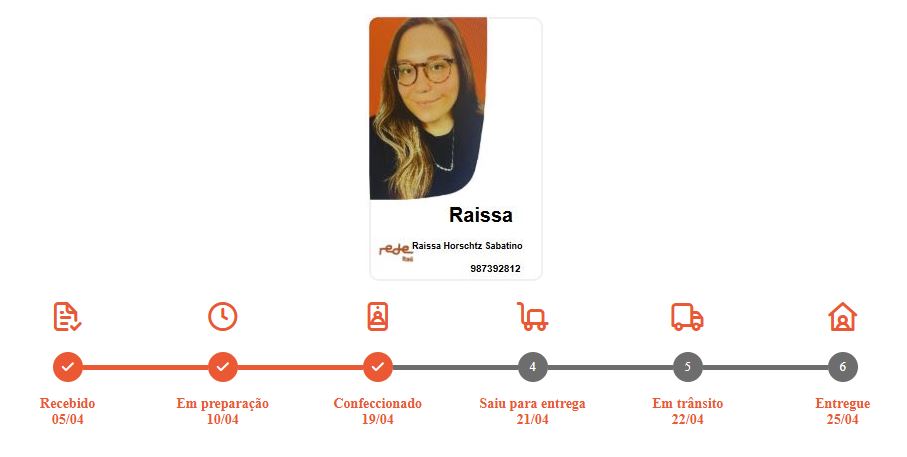 Raissa
rede
Itaú
Raissa Horschtz Sabatino
987392812
4
5
6
Recebido
05/04
Em preparação
10/04
Confeccionado
19/04
Saiu para entrega
21/04
Em trânsito
22/04
Entregue
25/04